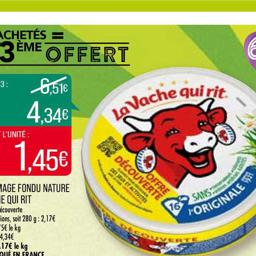 ACHETÉS =
3ÈME OFFERT
3:
6,51€
4,34€
L'UNITÉ :
1,45€
MAGE FONDU NATURE
E QUI RIT
écouverte
ions, soit 280 g : 2,17€
5€ le kg
4,34€
,17€ le kg
QUÉ EN FRANCE
La Vache qui rit
OFFRE
DÉCOUVERTE
16
SANS
l'ORIGINALE 1921
DÉCOUVERTE